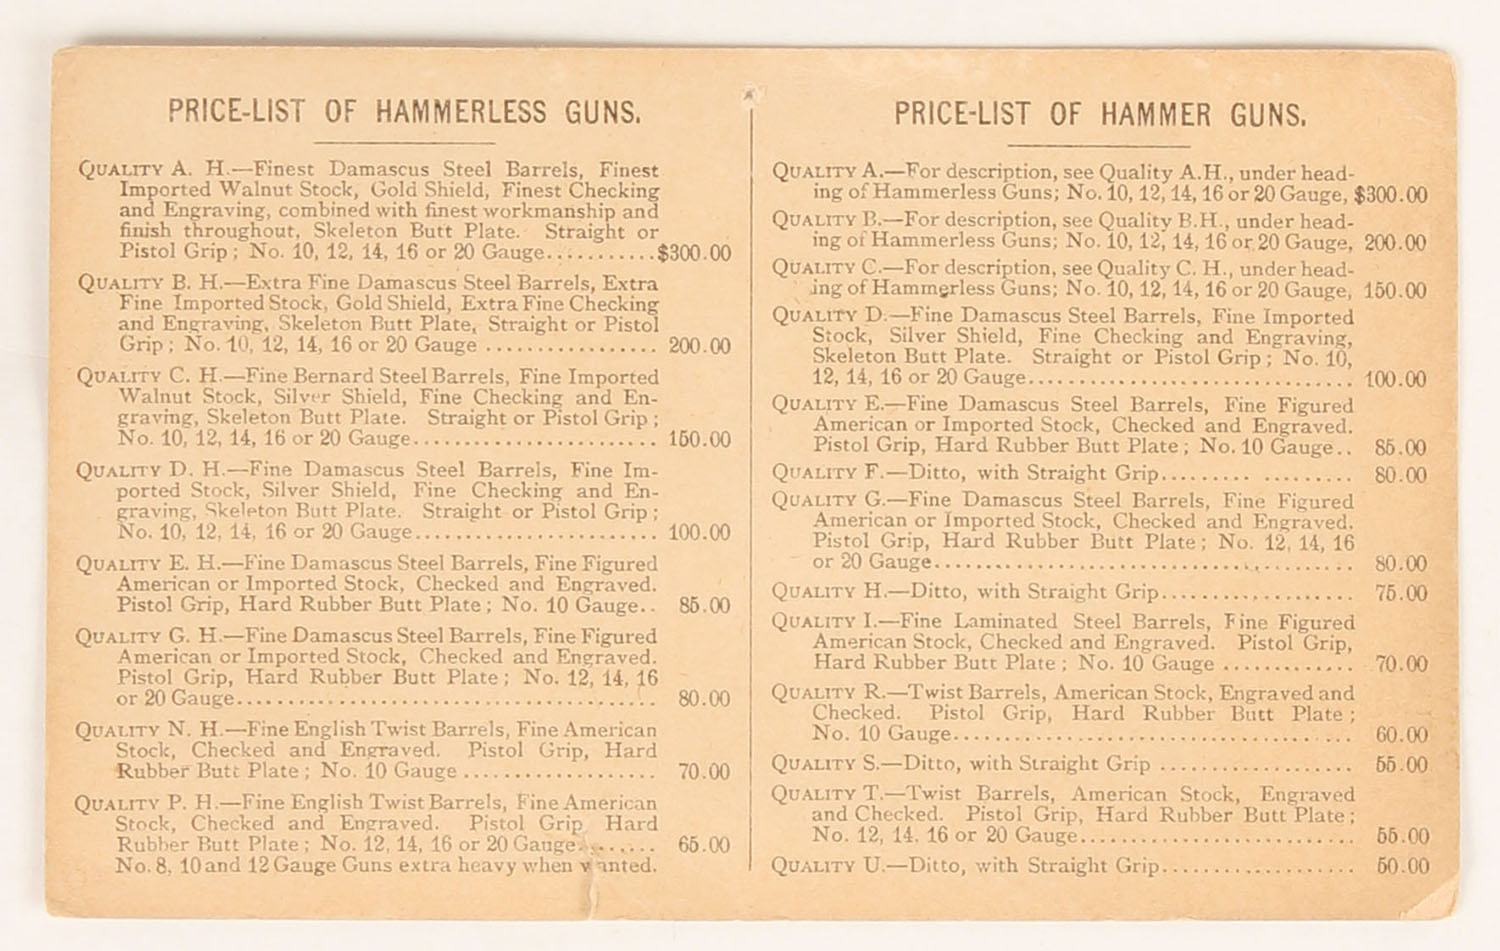 PRICE-LIST OF HAMMERLESS GUNS.
QUALITY A. H.—Finest Damascus Steel Barrels, Finest
Imported Walnut Stock, Gold Shield, Finest Checking
and Engraving, combined with finest workmanship and
finish throughout, Skeleton Butt Plate. Straight or
Pistol Grip; No. 10, 12, 14, 16 or 20 Gauge...........$300.00
QUALITY B. H.—Extra Fine Damascus Steel Barrels, Extra
Fine Imported Stock, Gold Shield, Extra Fine Checking
and Engraving, Skeleton Butt Plate, Straight or Pistol
Grip; No. 10, 12, 14, 16 or 20 Gauge ................. 200.00
QUALITY C. H.—Fine Bernard Steel Barrels, Fine Imported
Walnut Stock, Silver Shield, Fine Checking and En-
graving, Skeleton Butt Plate. Straight or Pistol Grip;
No. 10, 12, 14, 16 or 20 Gauge........................ 150.00
QUALITY D. H.—Fine Damascus Steel Barrels, Fine Im-
ported Stock, Silver Shield, Fine Checking and En-
graving, Skeleton Butt Plate. Straight or Pistol Grip;
No. 10, 12, 14, 16 or 20 Gauge........................ 100.00
QUALITY E. H.—Fine Damascus Steel Barrels, Fine Figured
American or Imported Stock, Checked and Engraved.
Pistol Grip, Hard Rubber Butt Plate; No. 10 Gauge.. 85.00
QUALITY G. H.—Fine Damascus Steel Barrels, Fine Figured
American or Imported Stock, Checked and Engraved.
Pistol Grip, Hard Rubber Butt Plate; No. 12, 14, 16
or 20 Gauge.......................................... 80.00
QUALITY N. H.—Fine English Twist Barrels, Fine American
Stock, Checked and Engraved. Pistol Grip, Hard
Rubber Butt Plate; No. 10 Gauge ................... 70.00
QUALITY P. H.—Fine English Twist Barrels, Fine American
Stock, Checked and Engraved. Pistol Grip Hard
Rubber Butt Plate; No. 12, 14, 16 or 20 Gauge........ 65.00
No. 8, 10 and 12 Gauge Guns extra heavy when wanted.
PRICE-LIST OF HAMMER GUNS.
QUALITY A.—For description, see Quality A.H., under head-
ing of Hammerless Guns; No. 10, 12, 14, 16 or 20 Gauge, $300.00
QUALITY B.—For description, see Quality B.H., under head-
ing of Hammerless Guns; No. 10, 12, 14, 16 or 20 Gauge, 200.00
QUALITY C.—For description, see Quality C. H., under head-
ing of Hammerless Guns; No. 10, 12, 14, 16 or 20 Gauge, 150.00
QUALITY D.—Fine Damascus Steel Barrels, Fine Imported
Stock, Silver Shield, Fine Checking and Engraving,
Skeleton Butt Plate. Straight or Pistol Grip; No. 10,
12, 14, 16 or 20 Gauge................................ 100.00
QUALITY E.—Fine Damascus Steel Barrels, Fine Figured
American or Imported Stock, Checked and Engraved.
Pistol Grip, Hard Rubber Butt Plate; No. 10 Gauge.. 85.00
QUALITY F.—Ditto, with Straight Grip......... ......... 80.00
QUALITY G.—Fine Damascus Steel Barrels, Fine Figured
American or Imported Stock, Checked and Engraved.
Pistol Grip, Hard Rubber Butt Plate; No. 12, 14, 16
or 20 Gauge.......................................... 80.00
QUALITY H.—Ditto, with Straight Grip................... 75.00
QUALITY I.—Fine Laminated Steel Barrels, Fine Figured
American Stock, Checked and Engraved. Pistol Grip,
Hard Rubber Butt Plate; No. 10 Gauge ............. 70.00
QUALITY R.—Twist Barrels, American Stock, Engraved and
Checked. Pistol Grip, Hard Rubber Butt Plate;
No. 10 Gauge........................................ 60.00
QUALITY S.—Ditto, with Straight Grip ................... 55.00
QUALITY T.—Twist Barrels, American Stock, Engraved
and Checked. Pistol Grip, Hard Rubber Butt Plate;
No. 12, 14. 16 or 20 Gauge........................... 55.00
QUALITY U.—Ditto, with Straight Grip................... 50.00